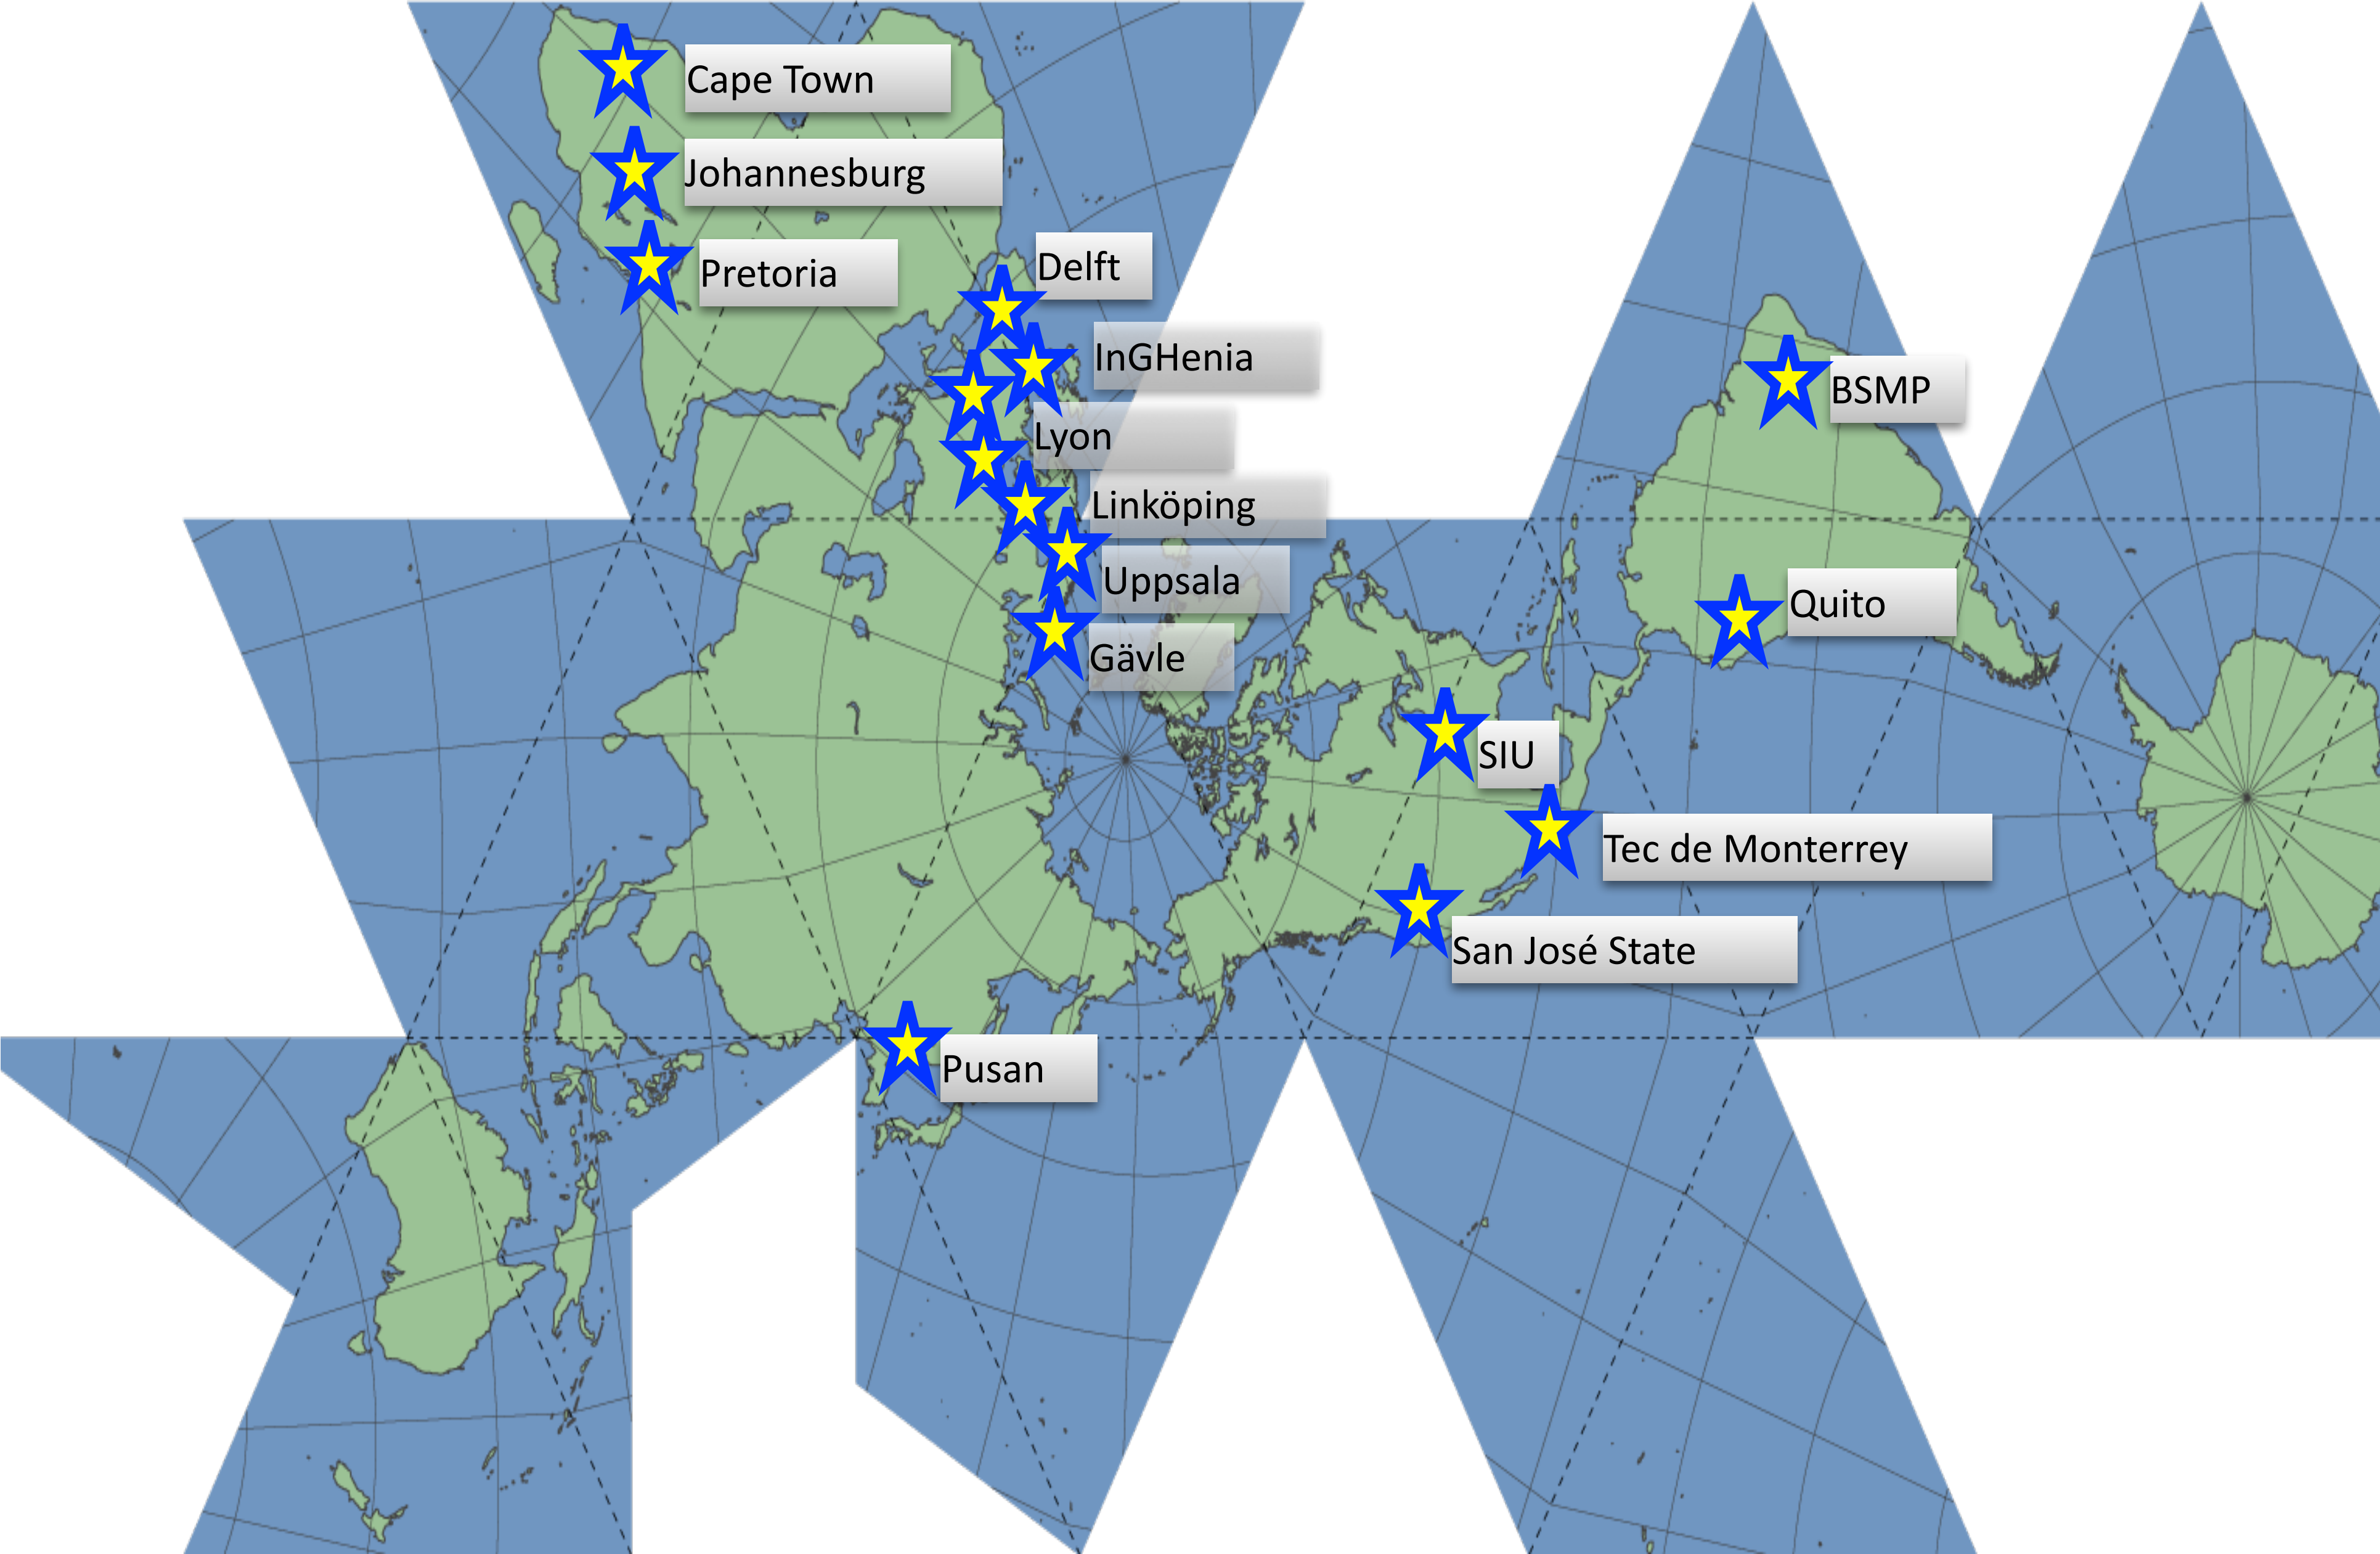 Cape Town
Johannesburg
Pretoria
Delft
InGHenia
Lyon
Linköping
Uppsala
Gävle
BSMP
Quito
SIU
Tec de Monterrey
San José State
Pusan